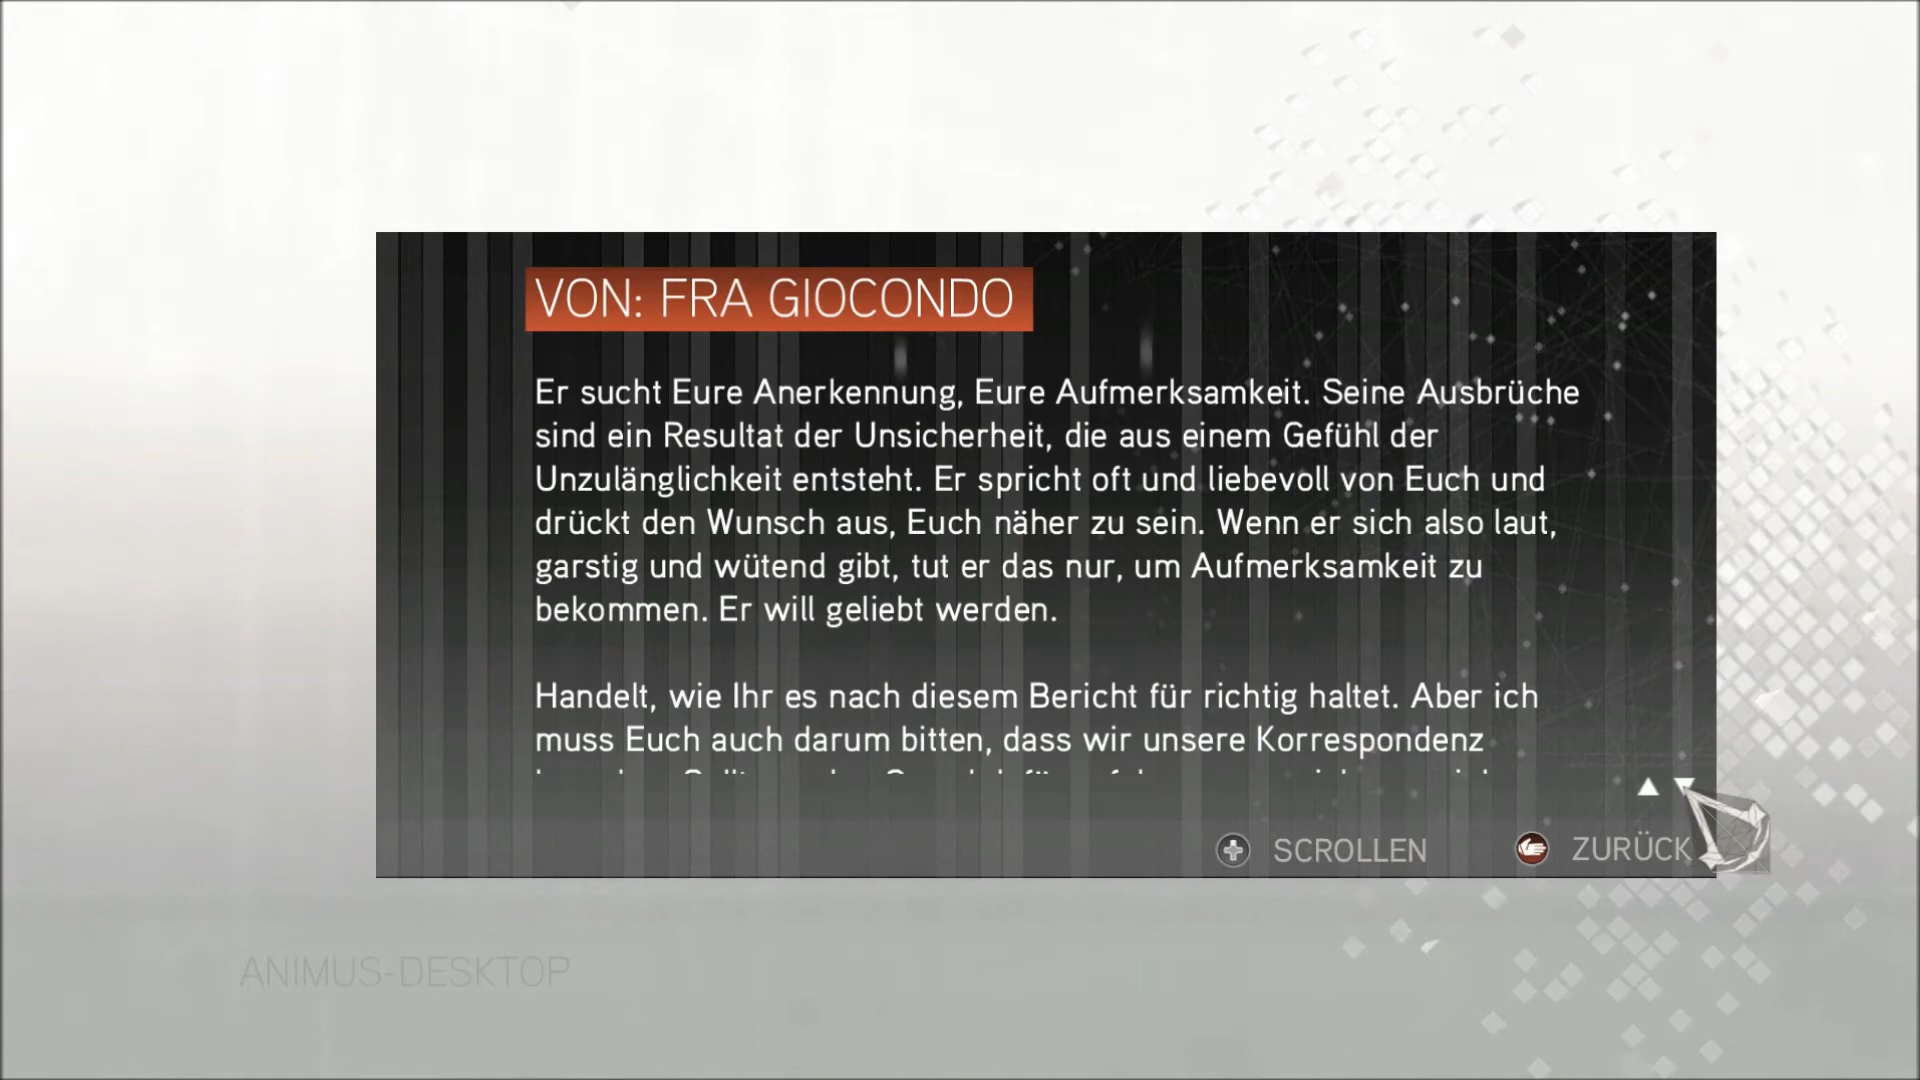 VON: FRA GIOCONDO
Er sucht Eure Anerkennung, Eure Aufmerksamkeit. Seine Ausbrüche
sind ein Resultat der Unsicherheit, die aus einem Gefühl der
Unzulänglichkeit entsteht. Er spricht oft und liebevoll von Euch und
drückt den Wunsch aus, Euch näher zu sein. Wenn er sich also laut,
garstig und wütend gibt, tut er das nur, um Aufmerksamkeit zu
bekommen. Er will geliebt werden.
Handelt, wie Ihr es nach diesem Bericht für richtig haltet. Aber ich
muss Euch auch darum bitten, dass wir unsere Korrespondenz
SCROLLEN
ZURÜCK
ANIMUS-DESKTOP